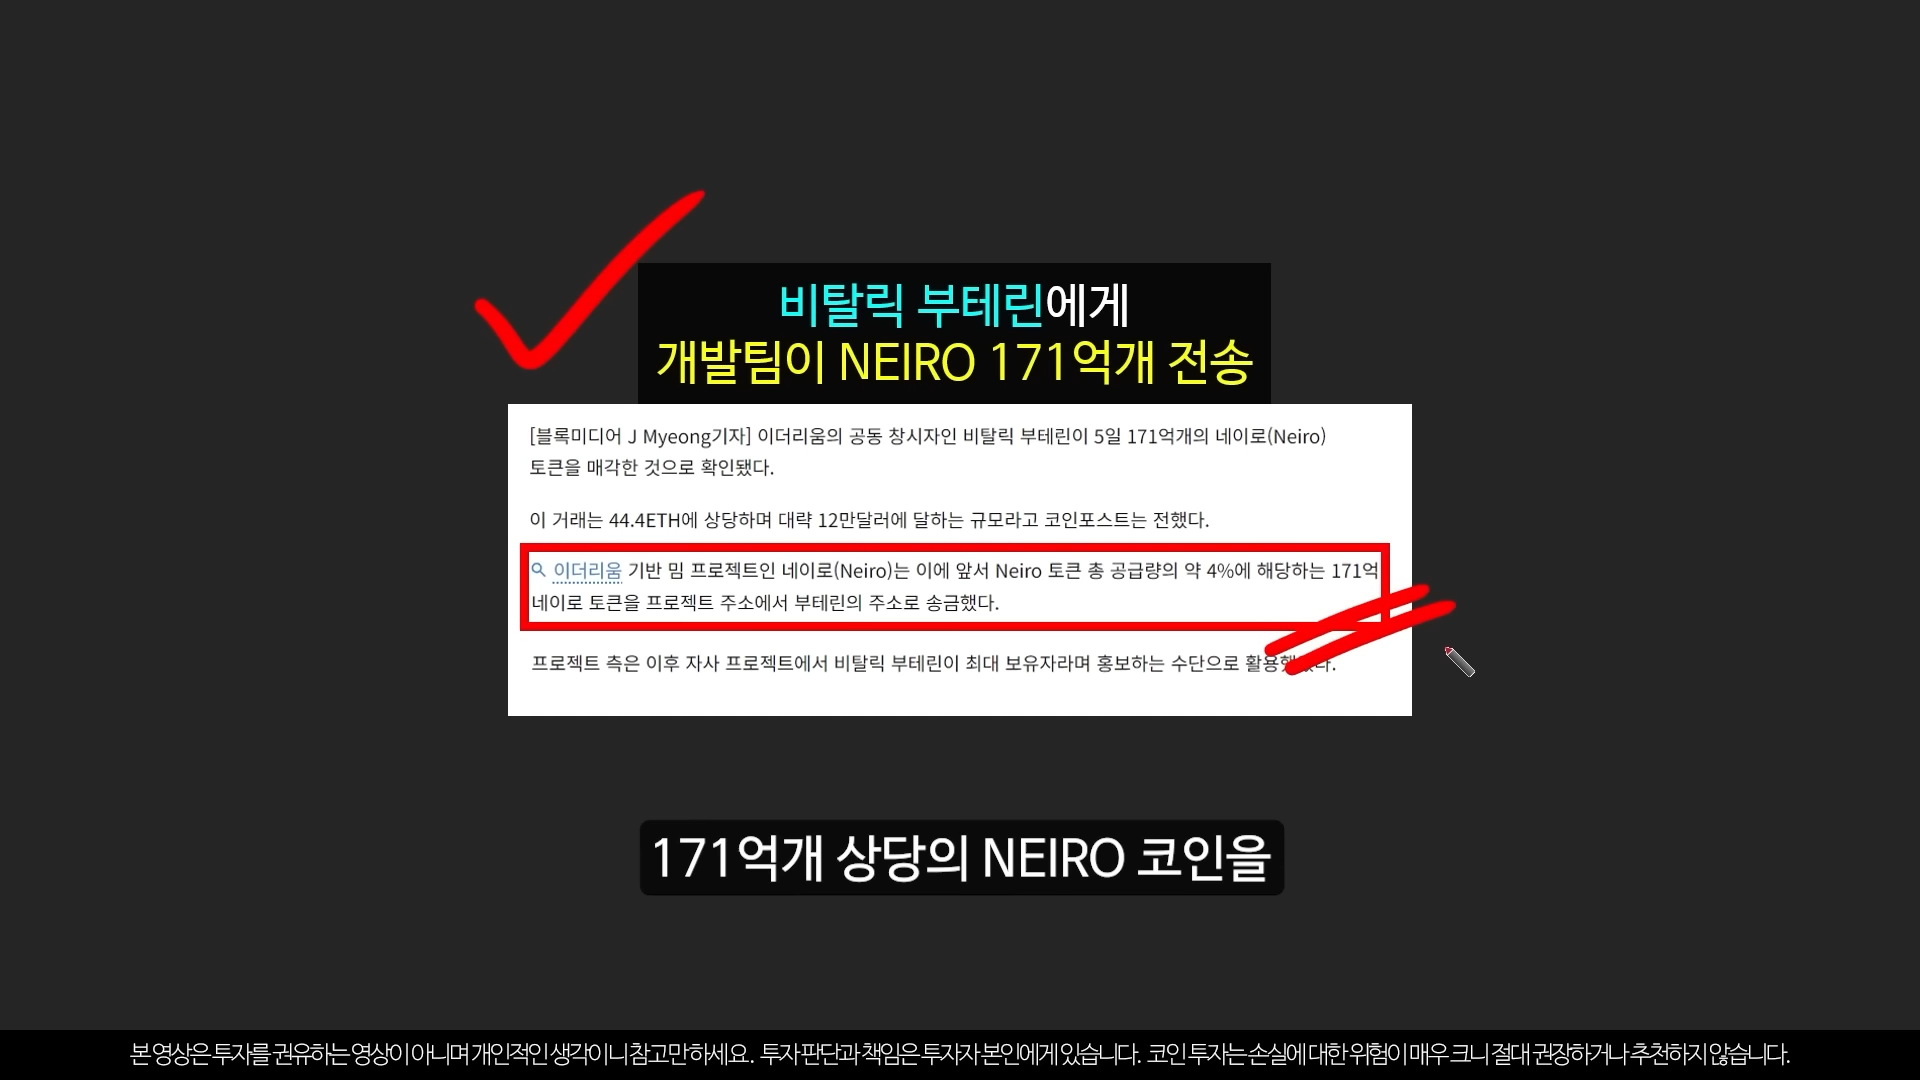 비탈릭 부테린에게
개발팀이 NEIRO 171억개 전송
[블록미디어 J Myeong기자] 이더리움의 공동 창시자인 비탈릭 부테린이 5일 171억개의 네이로(Neiro)
토큰을 매각한 것으로 확인됐다.
이 거래는 44.4ETH에 상당하며 대략 12만달러에 달하는 규모라고 코인포스트는 전했다.
이더리움 기반 밈 프로젝트인 네이로(Neiro)는 이에 앞서 Neiro 토큰 총 공급량의 약 4%에 해당하는 171억
네이로 토큰을 프로젝트 주소에서 부테린의 주소로 송금했다.
프로젝트 측은 이후 자사 프로젝트에서 비탈릭 부테린이 최대 보유자라며 홍보하는 수단으로
171억개 상당의 NEIRO 코인을
본 영상은 투자를 권유하는 영상이 아니며 개인적인 생각이니 참고만 하세요. 투자 판단과 책임은 투자자 본인에게 있습니다. 코인 투자는 손실에 대한 위험이 매우 크니 절대 권장하거나 추천하지 않습니다.